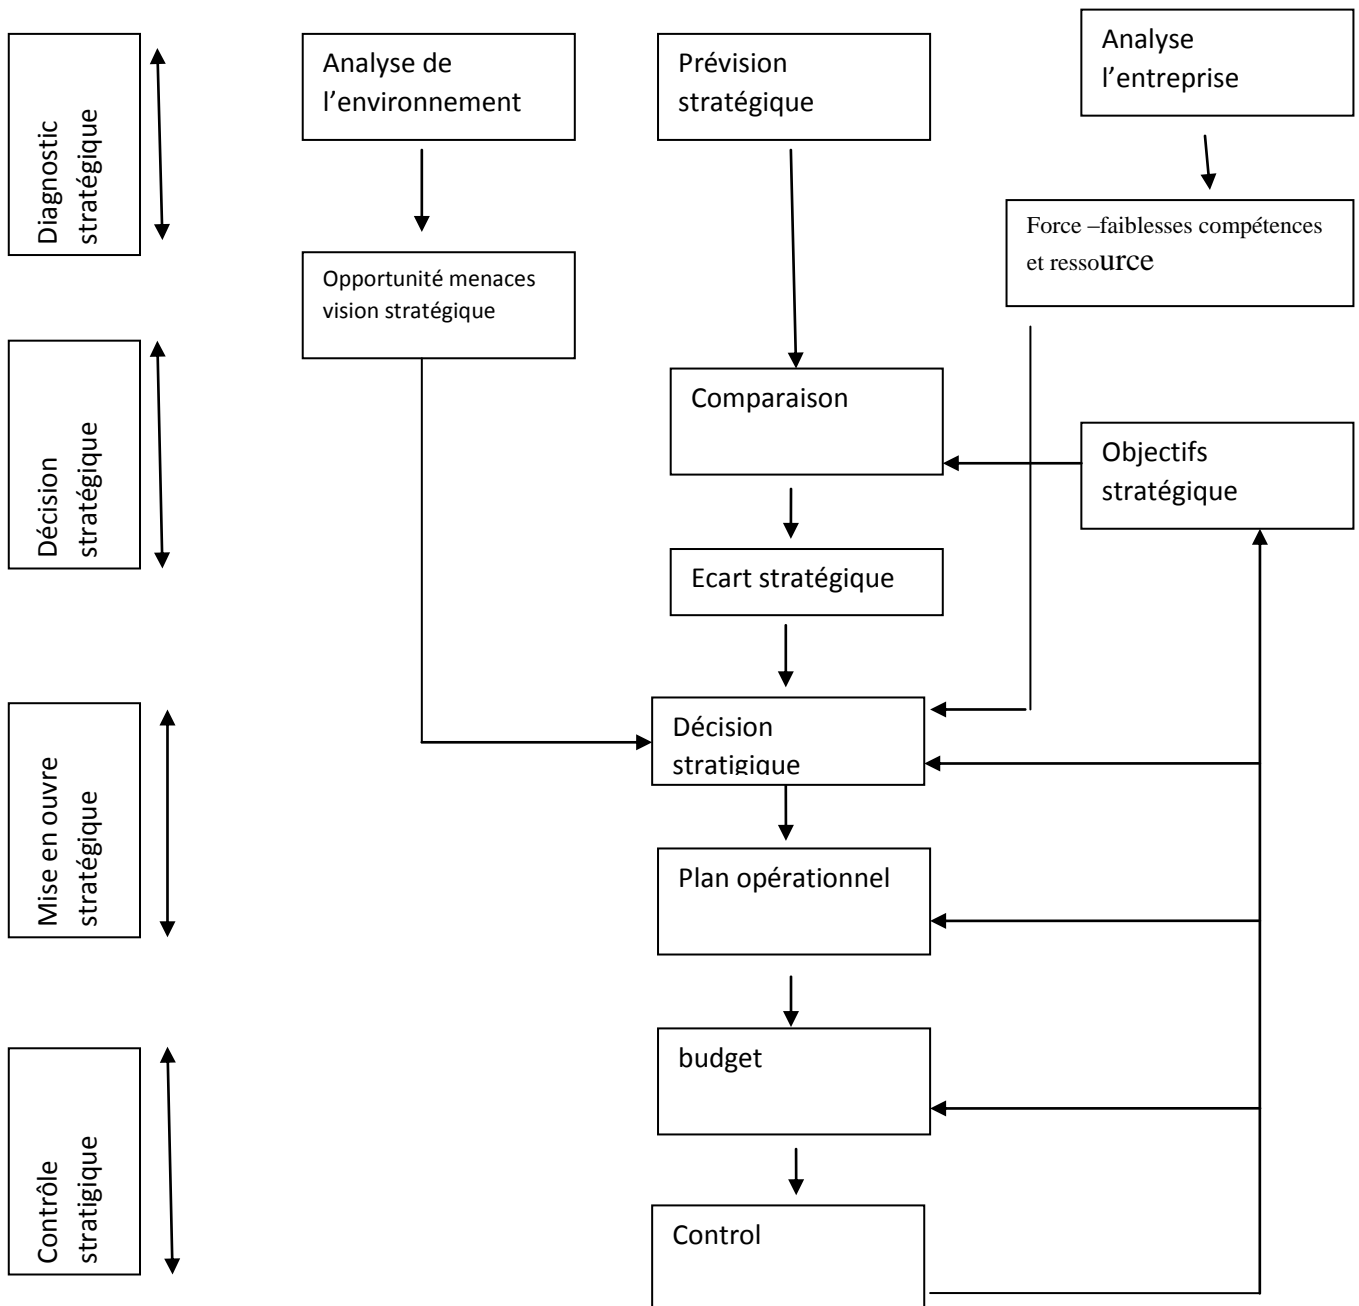 Diagnostic
stratégique
Analyse de
l’environnement
Prévision
stratégique
Analyse
l’entreprise
Force –faiblesses compétences
et ressource
Opportunité menaces
vision stratégique
Décision
stratégique
Comparaison
Objectifs
stratégique
Ecart stratégique
Mise en ouvre
stratégique
Décision
stratigique
Plan opérationnel
budget
Contrôle
stratigique
Control